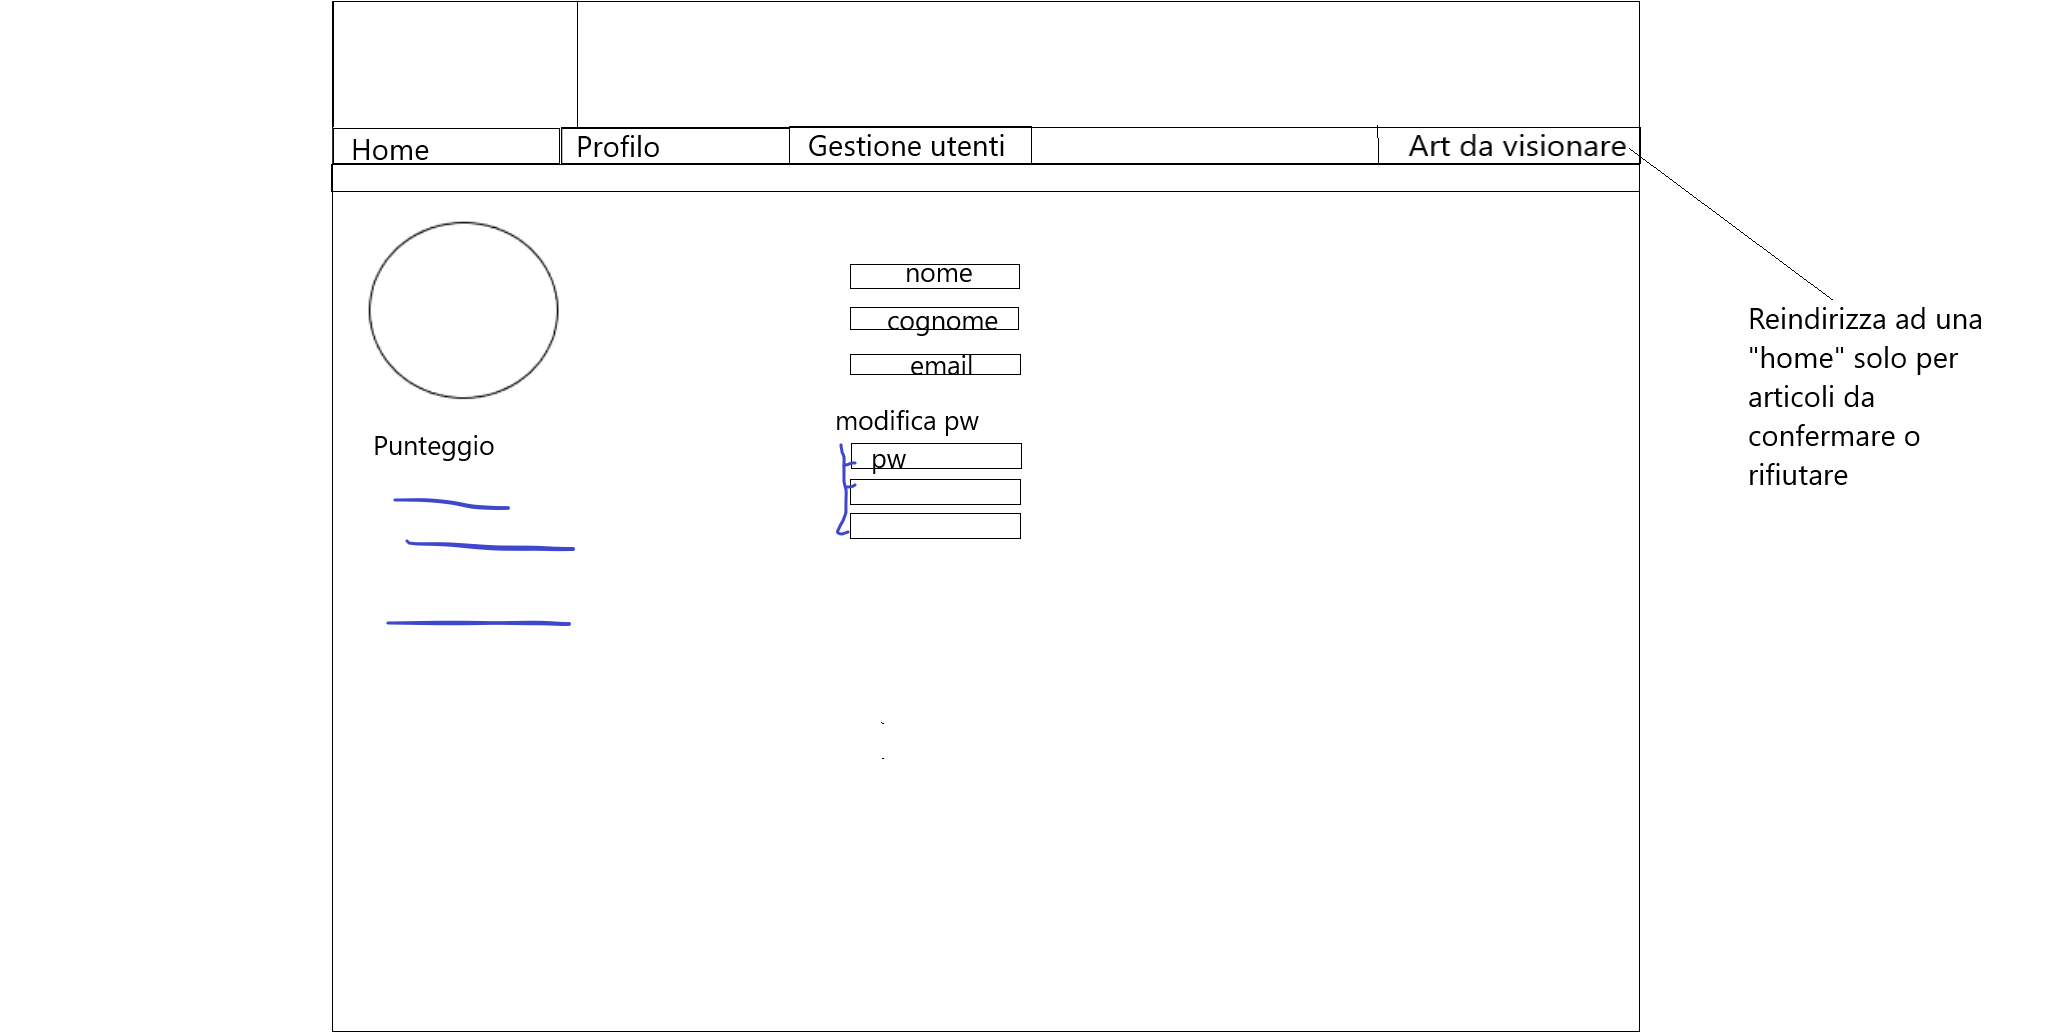 Home
Profilo
Gestione utenti
Art da visionare
nome
cognome
email
modifica pw
pw
Punteggio
Reindirizza ad una
"home" solo per
articoli da
confermare o
rifiutare